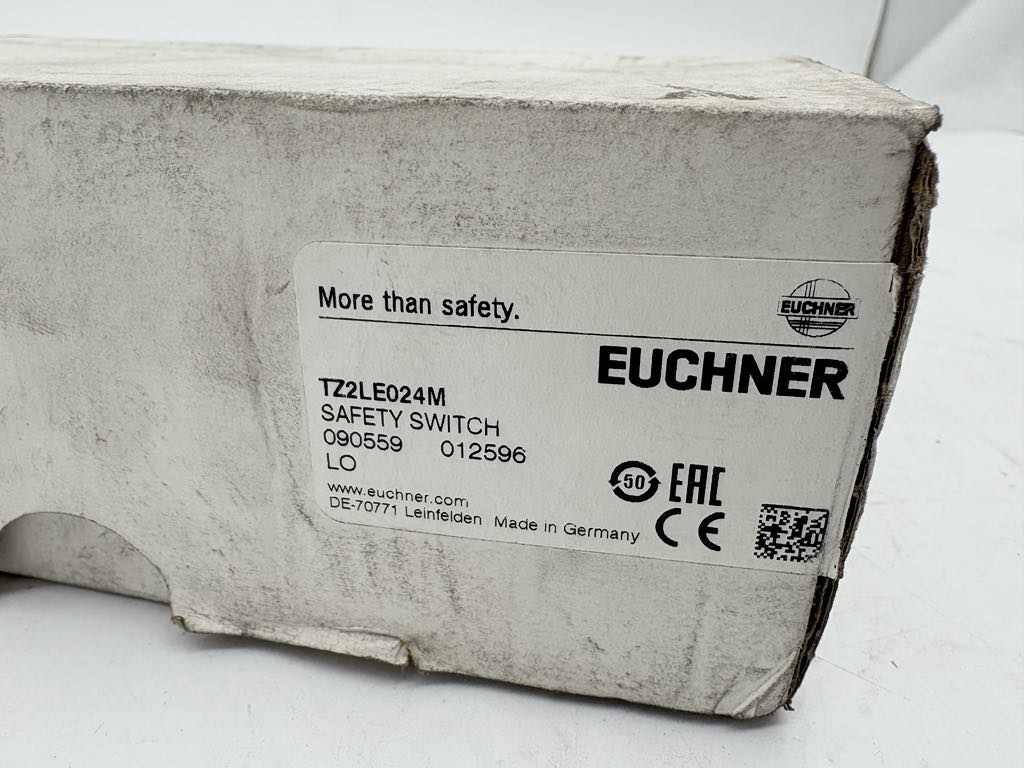 More than safety.
EUCHNER
EUCHNER
TZ2LE024M
SAFETY SWITCH
090559 012596
LO
50 EAC
www.euchner.com
DE-70771 Leinfelden Made in Germany CE